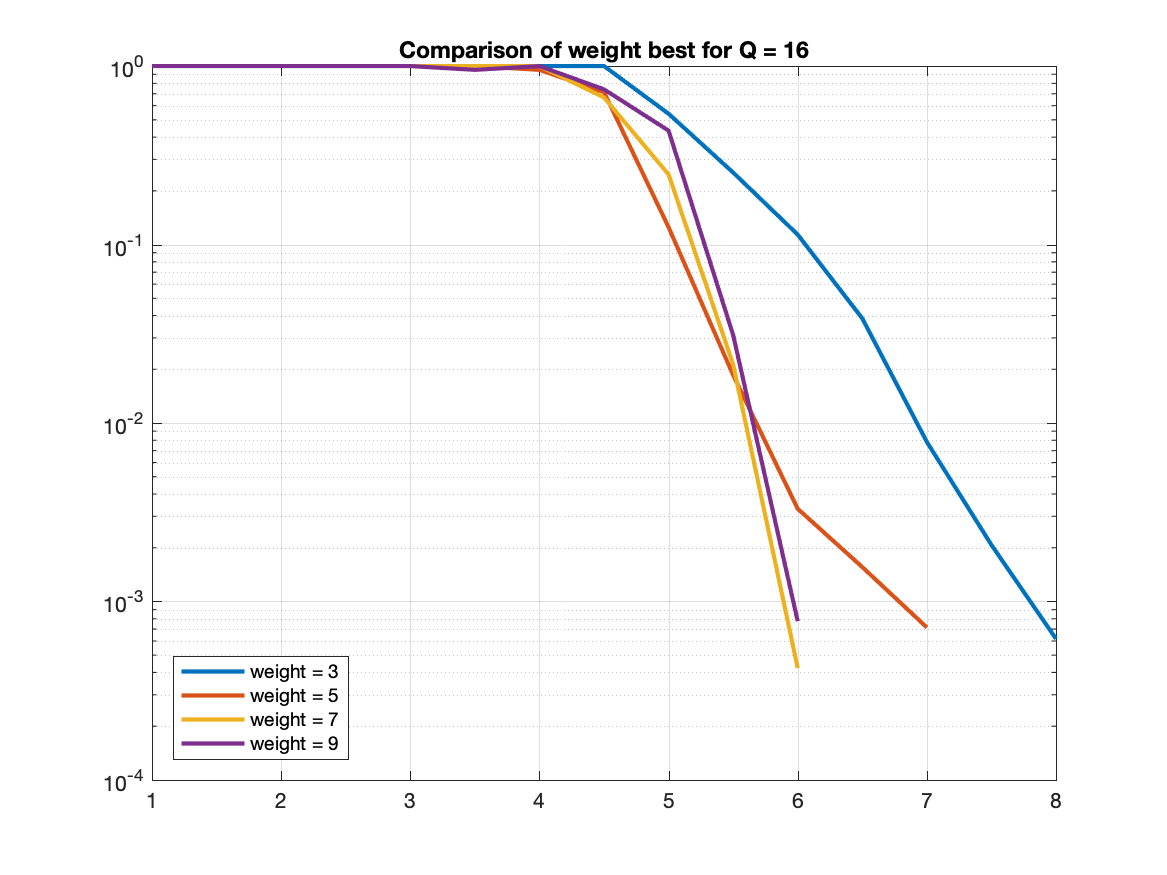 Comparison of weight best for Q = 16
10^0
10^-1
10^-2
10^-3
10^-4
weight = 3
weight = 5
weight = 7
weight = 9
1 2 3 4 5 6 7 8